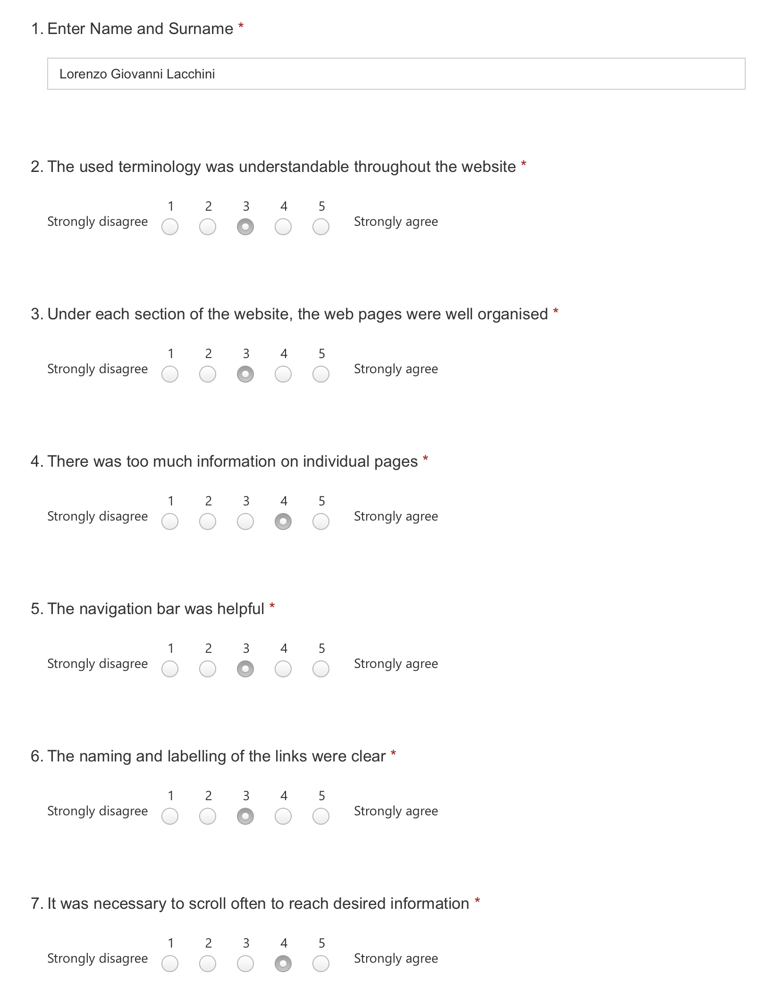 1. Enter Name and Surname *
Lorenzo Giovanni Lacchini
2. The used terminology was understandable throughout the website *
1 2 3 4 5
Strongly disagree Strongly agree
3. Under each section of the website, the web pages were well organised *
1 2 3 4 5
Strongly disagree Strongly agree
4. There was too much information on individual pages *
1 2 3 4 5
Strongly disagree Strongly agree
5. The navigation bar was helpful *
1 2 3 4 5
Strongly disagree Strongly agree
6. The naming and labelling of the links were clear *
1 2 3 4 5
Strongly disagree Strongly agree
7. It was necessary to scroll often to reach desired information *
1 2 3 4 5
Strongly disagree Strongly agree